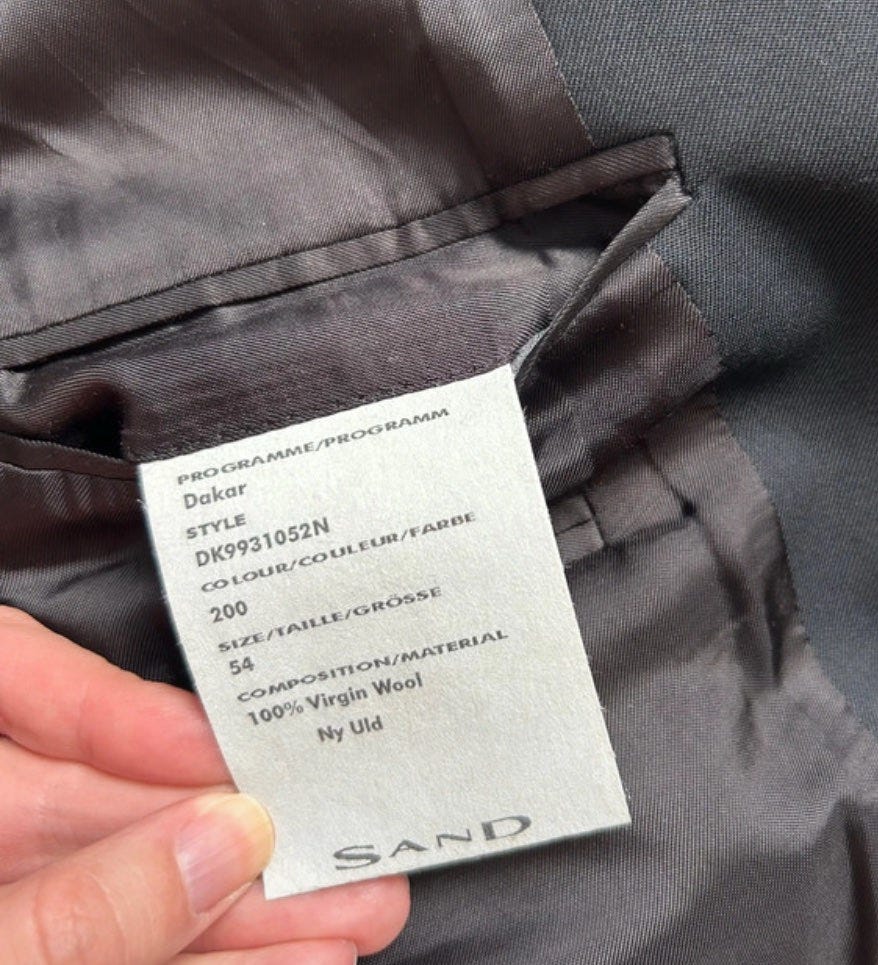 PROGRAMME/PROGRAMM
Dakar
STYLE
DK9931052N
COLOUR/COULEUR/FARBE
200
SIZE/TAILLE/GRÖSSE
54
COMPOSITION/MATERIAL
100% Virgin Wool
Ny Uld
SAND